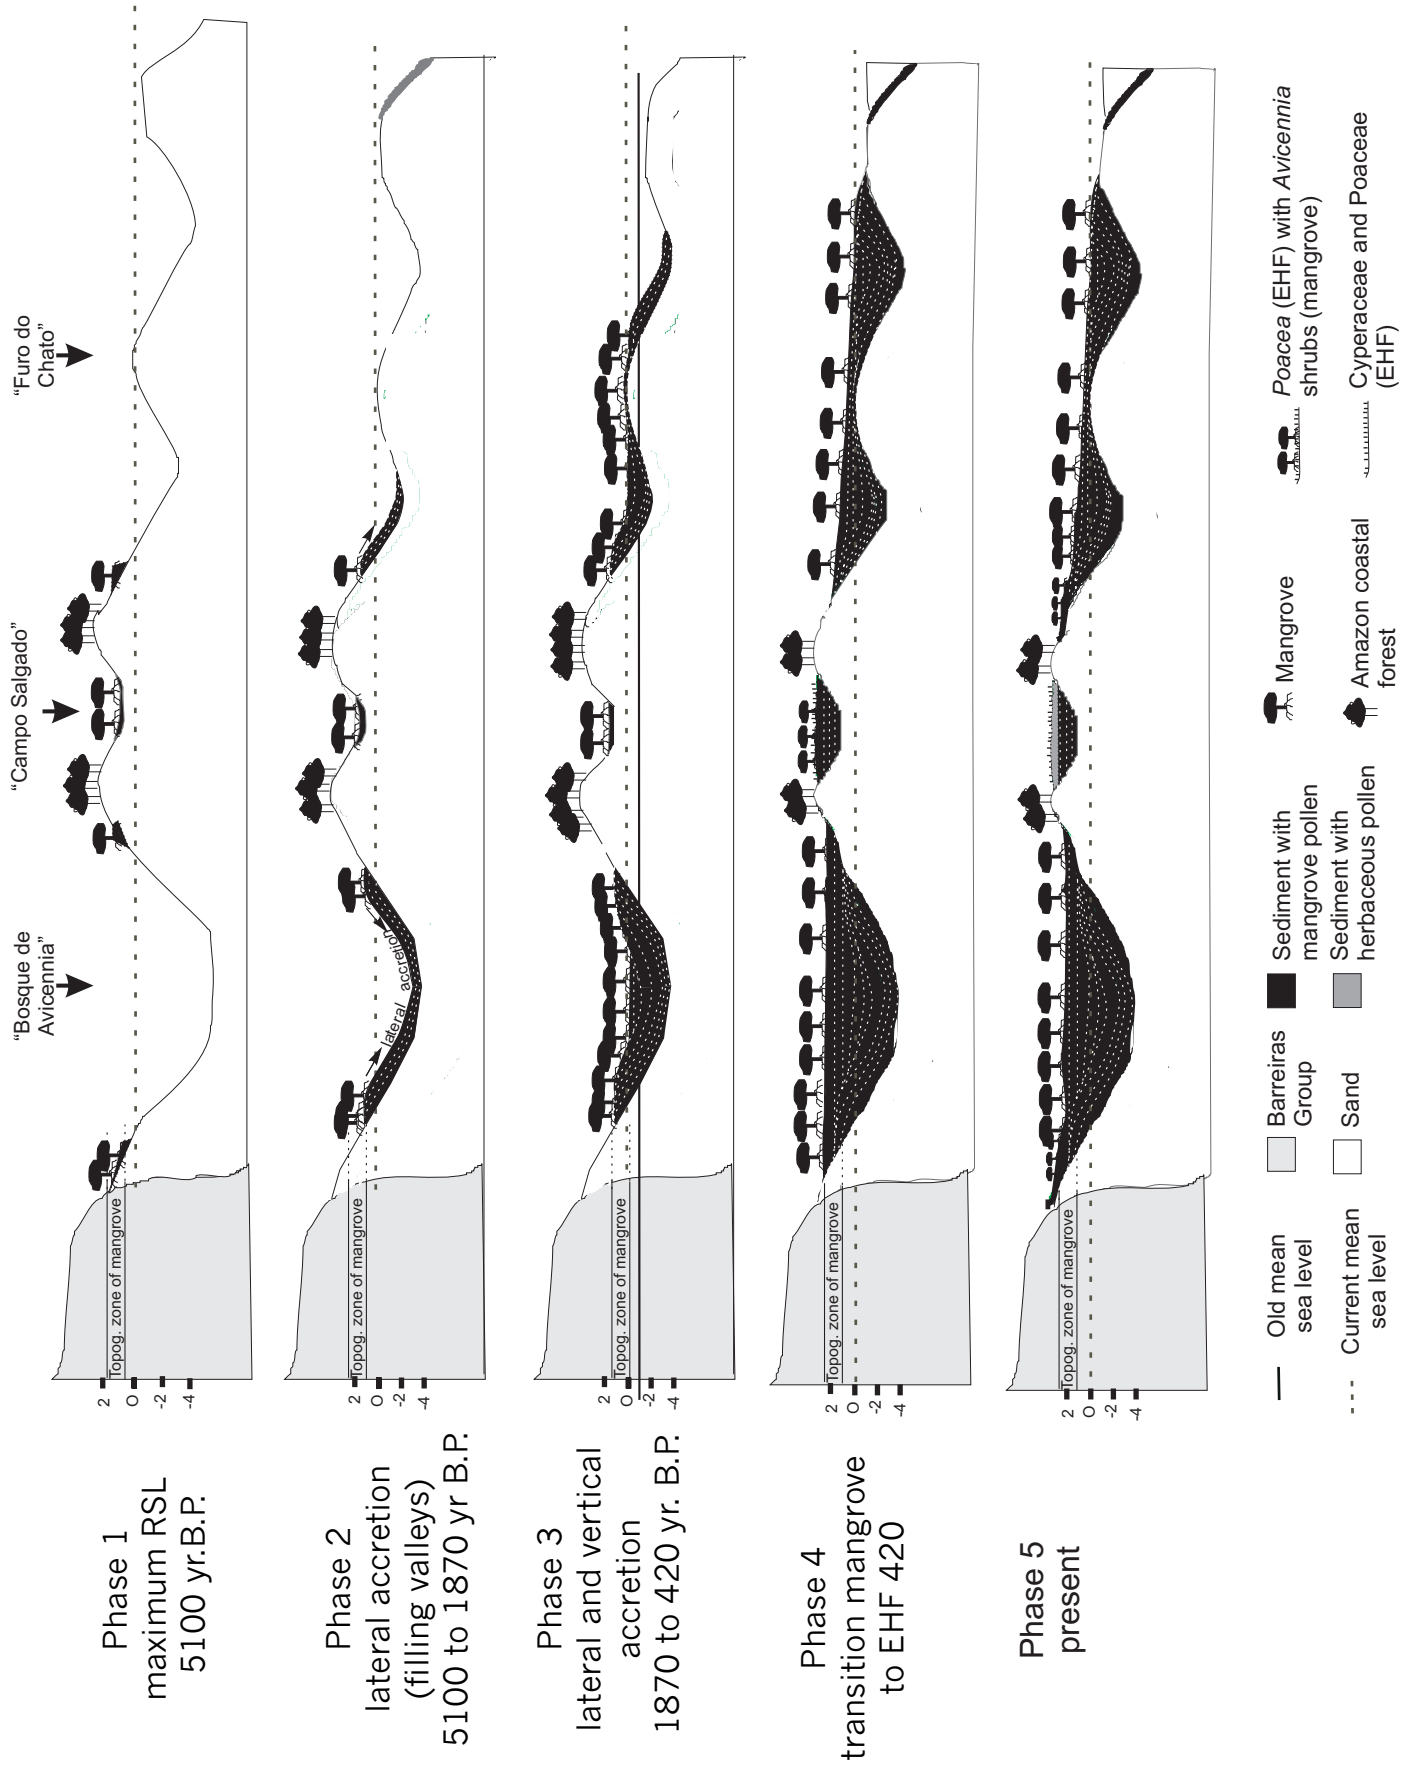 “Bosque de
Avicennia”
“Campo Salgado”
“Furo do
Chato”
Phase 1
maximum RSL
5100 yr.B.P.
2
O
-2
-4
Topog. zone of mangrove
Phase 2
lateral accretion
(filling valleys)
5100 to 1870 yr B.P.
2
O
-2
-4
Topog. zone of mangrove
lateral accretion
Phase 3
lateral and vertical
accretion
1870 to 420 yr. B.P.
2
O
-2
-4
Topog. zone of mangrove
Phase 4
transition mangrove
to EHF 420
2
O
-2
-4
Topog. zone of mangrove
Phase 5
present
2
O
-2
-4
Topog. zone of mangrove
Old mean
sea level
Current mean
sea level
Barreiras
Group
Sand
Sediment with
mangrove pollen
Sediment with
herbaceous pollen
Mangrove
Amazon coastal
forest
Poacea (EHF) with Avicennia
shrubs (mangrove)
Cyperaceae and Poaceae
(EHF)